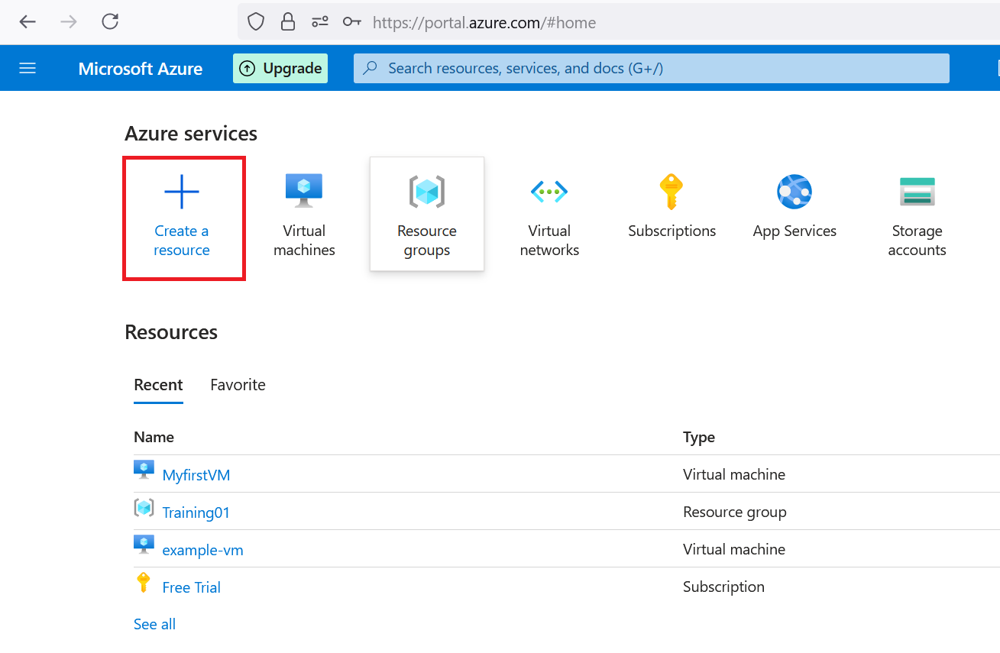 https://portal.azure.com/#home
Microsoft Azure Upgrade Search resources, services, and docs (G+/)
Azure services
Create a resource
Virtual machines
Resource groups
Virtual networks
Subscriptions
App Services
Storage accounts
Resources
Recent Favorite
Name Type
MyfirstVM Virtual machine
Training01 Resource group
example-vm Virtual machine
Free Trial Subscription
See all